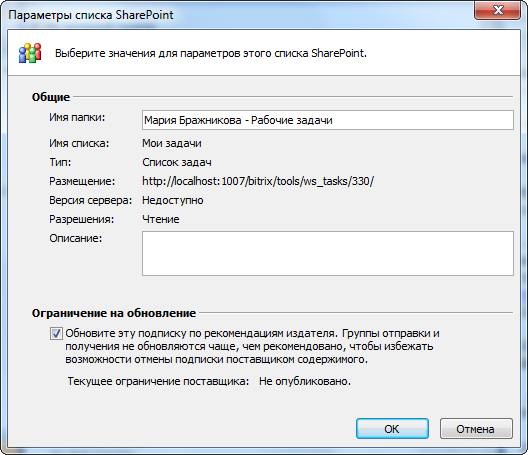 Параметры списка SharePoint
Выберите значения для параметров этого списка SharePoint.
Общие
Имя папки: Мария Бражникова - Рабочие задачи
Имя списка: Мои задачи
Тип: Список задач
Размещение: http://localhost:1007/bitrix/tools/ws_tasks/330/
Версия сервера: Недоступно
Разрешения: Чтение
Описание:
Ограничение на обновление
Обновите эту подписку по рекомендациям издателя. Группы отправки и
получения не обновляются чаще, чем рекомендовано, чтобы избежать
возможности отмены подписки поставщиком содержимого.
Текущее ограничение поставщика: Не опубликовано.
ОК Отмена